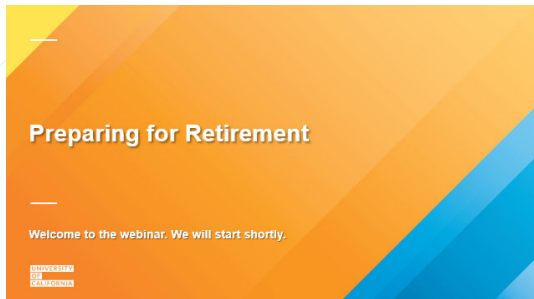 Preparing for Retirement
Welcome to the webinar. We will start shortly.
UNIVERSITY
OF
CALIFORNIA